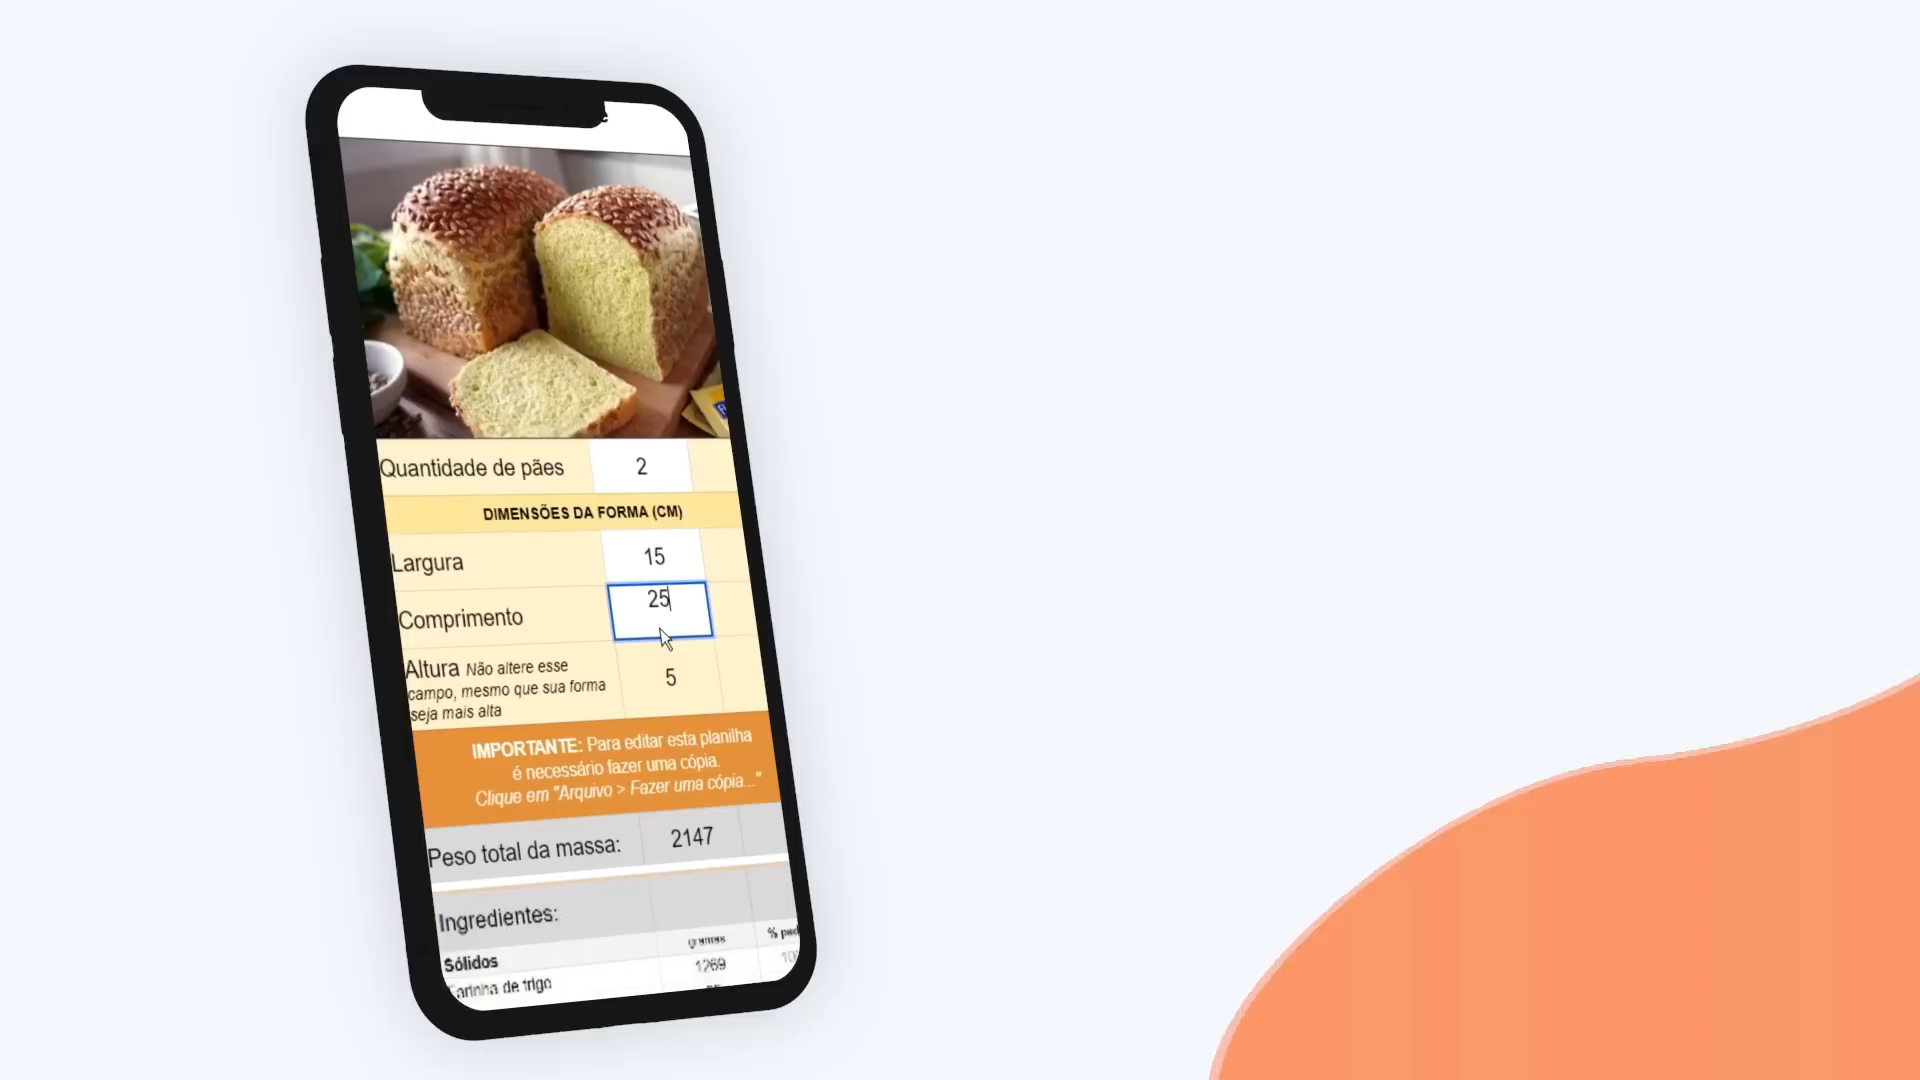 Quantidade de pães 2
DIMENSÕES DA FORMA (CM)
Largura 15
Comprimento 25
Altura Não altere esse
campo, mesmo que sua forma
seja mais alta 5
IMPORTANTE: Para editar esta planilha
é necessário fazer uma cópia.
Clique em "Arquivo > Fazer uma cópia..."
Peso total da massa: 2147
Ingredientes:
Sólidos gramas %
Farinha de trigo 1269